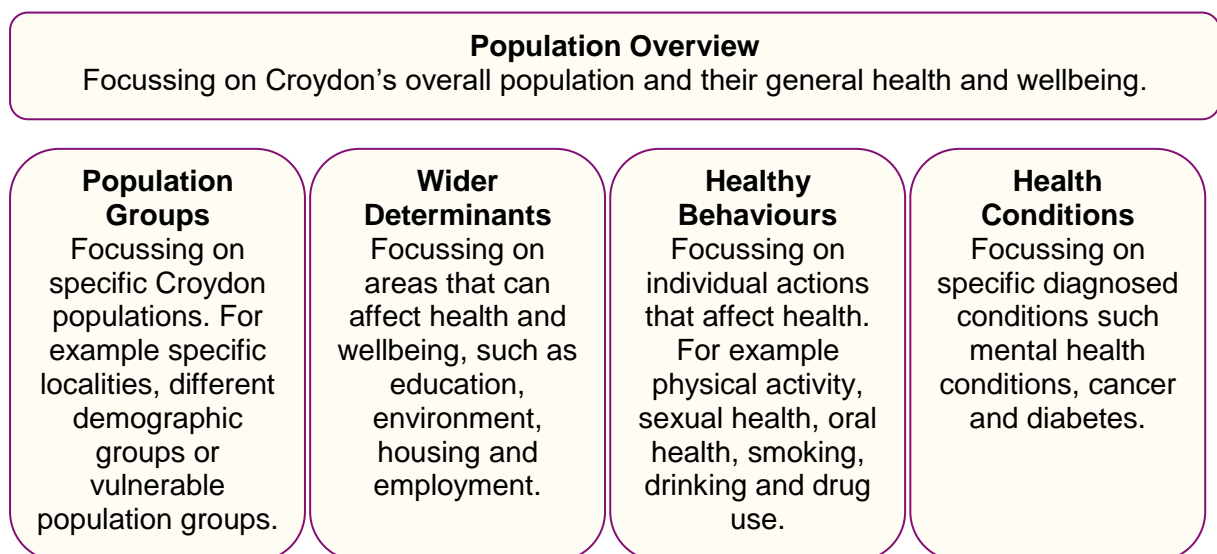 Population Overview
Focussing on Croydon's overall population and their general health and wellbeing.
Population
Groups
Focussing on
specific Croydon
populations. For
example specific
localities, different
demographic
groups or
vulnerable
population groups.
Wider
Determinants
Focussing on
areas that can
affect health and
wellbeing, such as
education,
environment,
housing and
employment.
Healthy
Behaviours
Focussing on
individual actions
that affect health.
For example
physical activity,
sexual health, oral
health, smoking,
drinking and drug
use.
Health
Conditions
Focussing on
specific diagnosed
conditions such
mental health
conditions, cancer
and diabetes.